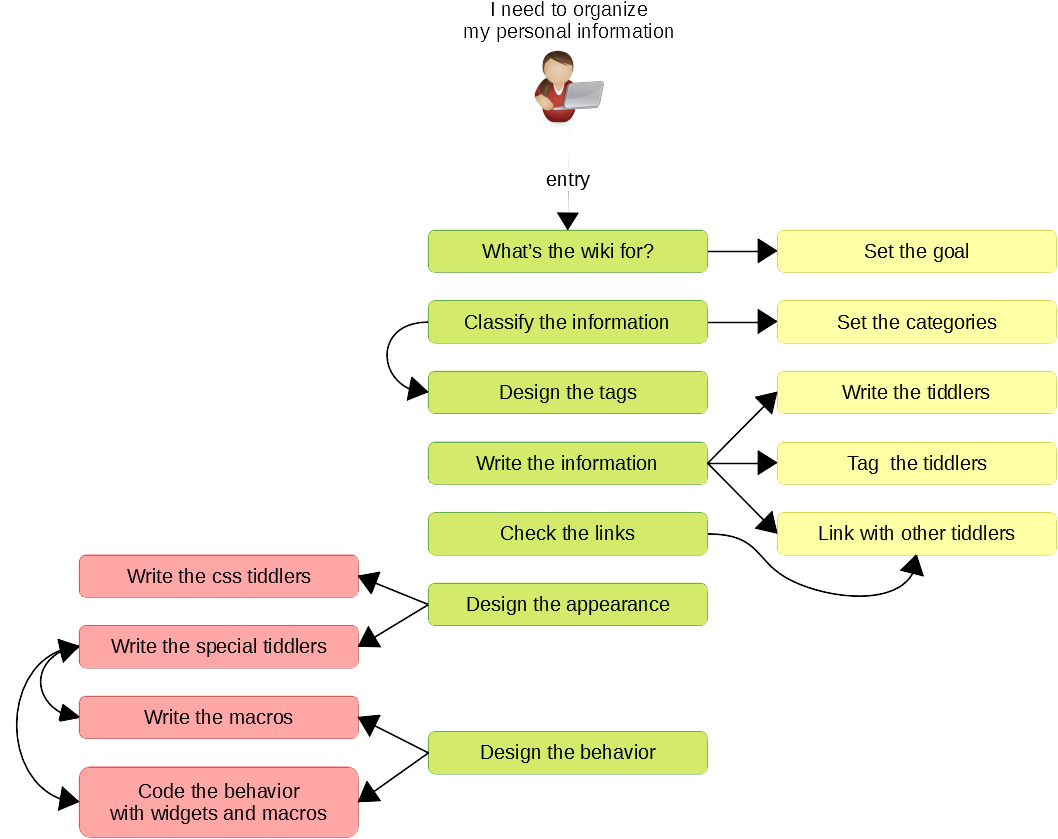 I need to organize
my personal information
entry
What's the wiki for?
Set the goal
Classify the information
Set the categories
Design the tags
Write the tiddlers
Write the information
Tag  the tiddlers
Check the links
Link with other tiddlers
Write the css tiddlers
Design the appearance
Write the special tiddlers
Write the macros
Design the behavior
Code the behavior
with widgets and macros